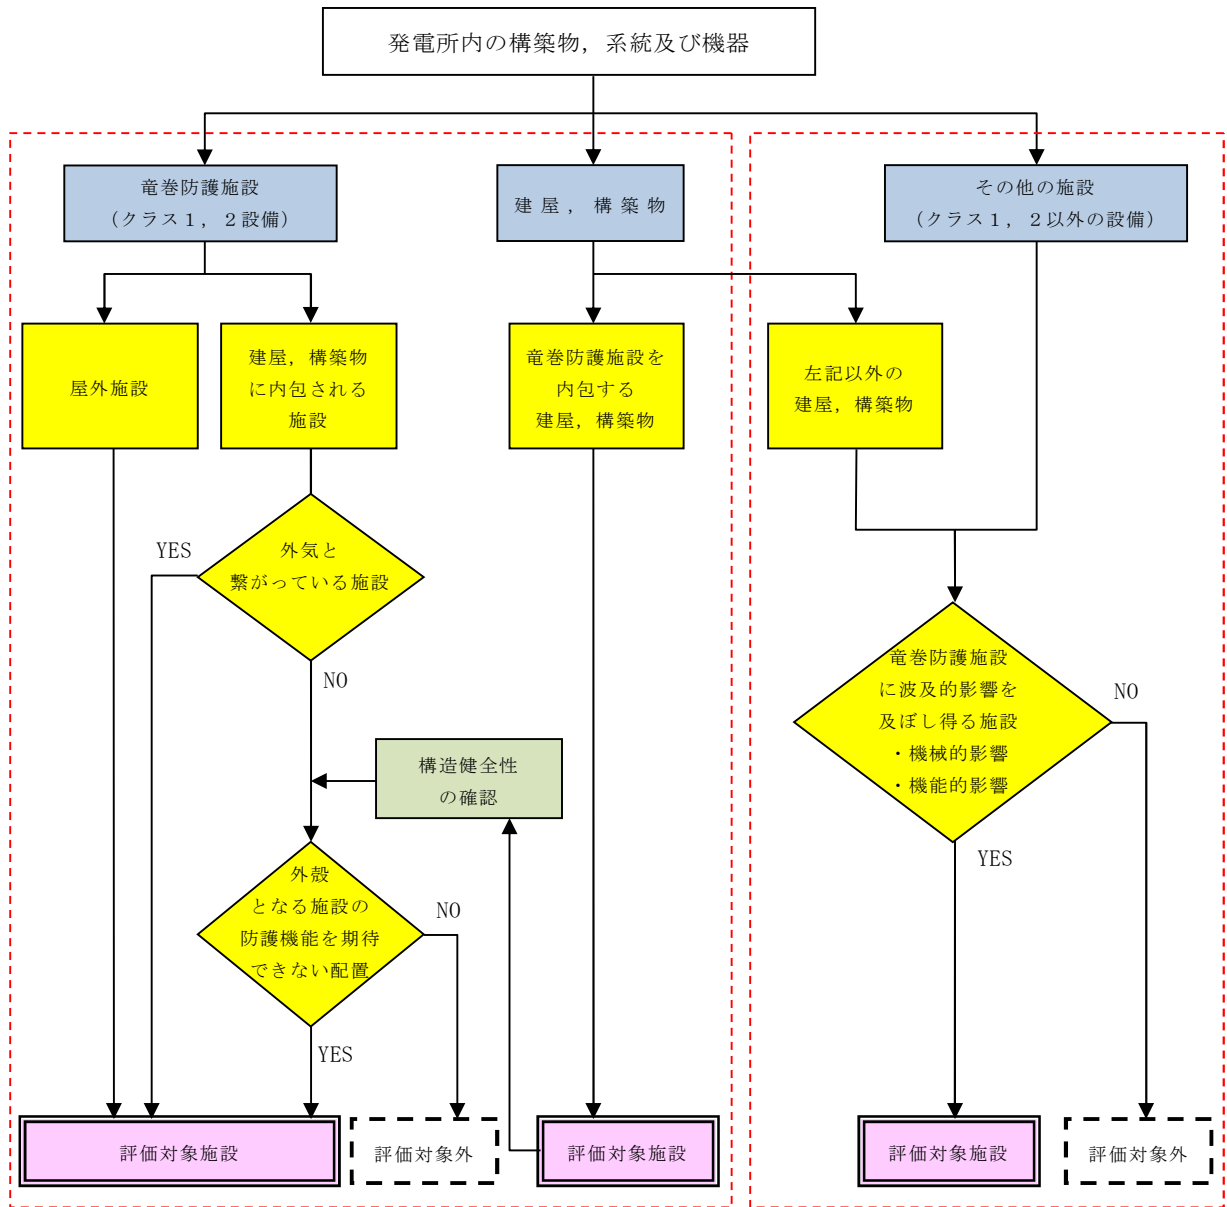 発電所内の構築物，系統及び機器
竜巻防護施設
（クラス１，２設備）
建屋，構築物
その他の施設
（クラス１，２以外の設備）
屋外施設
建屋，構築物
に内包される
施設
竜巻防護施設を
内包する
建屋，構築物
左記以外の
建屋，構築物
外気と
繋がっている施設
YES
NO
竜巻防護施設
に波及的影響を
及ぼし得る施設
・機械的影響
・機能的影響
NO
YES
構造健全性
の確認
外殻
となる施設の
防護機能を期待
できない配置
NO
YES
評価対象施設
評価対象外
評価対象施設
評価対象施設
評価対象外